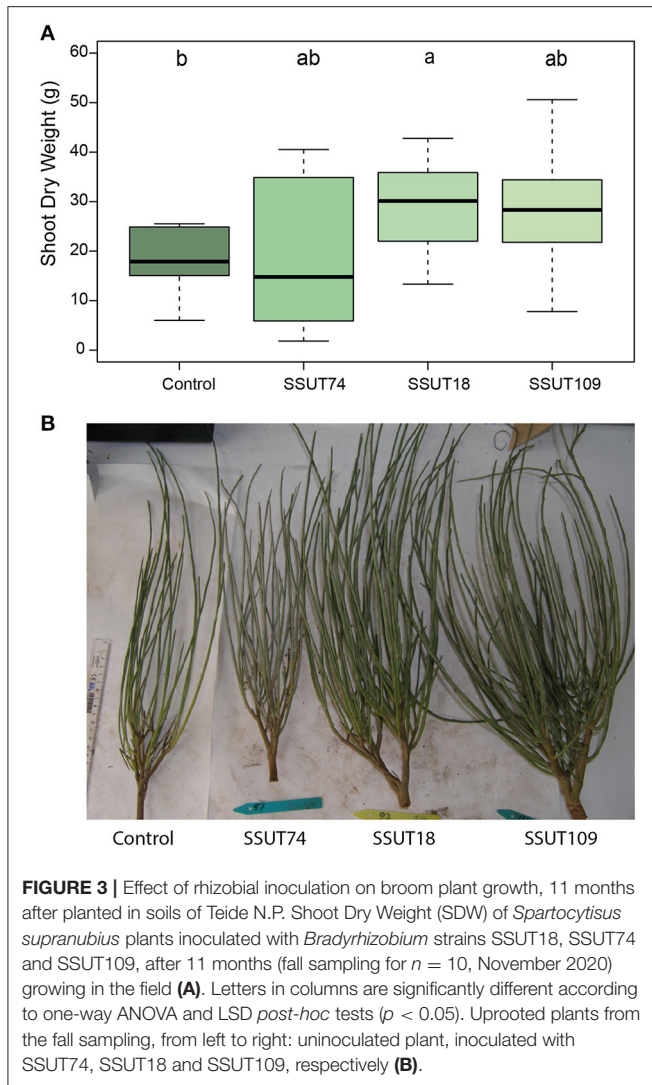 A
60
50
40
30
20
10
0
Shoot Dry Weight (g)
b ab a ab
Control SSUT74 SSUT18 SSUT109
B
Control SSUT74 SSUT18 SSUT109
FIGURE 3 | Effect of rhizobial inoculation on broom plant growth, 11 months
after planted in soils of Teide N.P. Shoot Dry Weight (SDW) of Spartocytisus
supranubius plants inoculated with Bradyrhizobium strains SSUT18, SSUT74
and SSUT109, after 11 months (fall sampling for n = 10, November 2020)
growing in the field (A). Letters in columns are significantly different according
to one-way ANOVA and LSD post-hoc tests (p < 0.05). Uprooted plants from
the fall sampling, from left to right: uninoculated plant, inoculated with
SSUT74, SSUT18 and SSUT109, respectively (B).